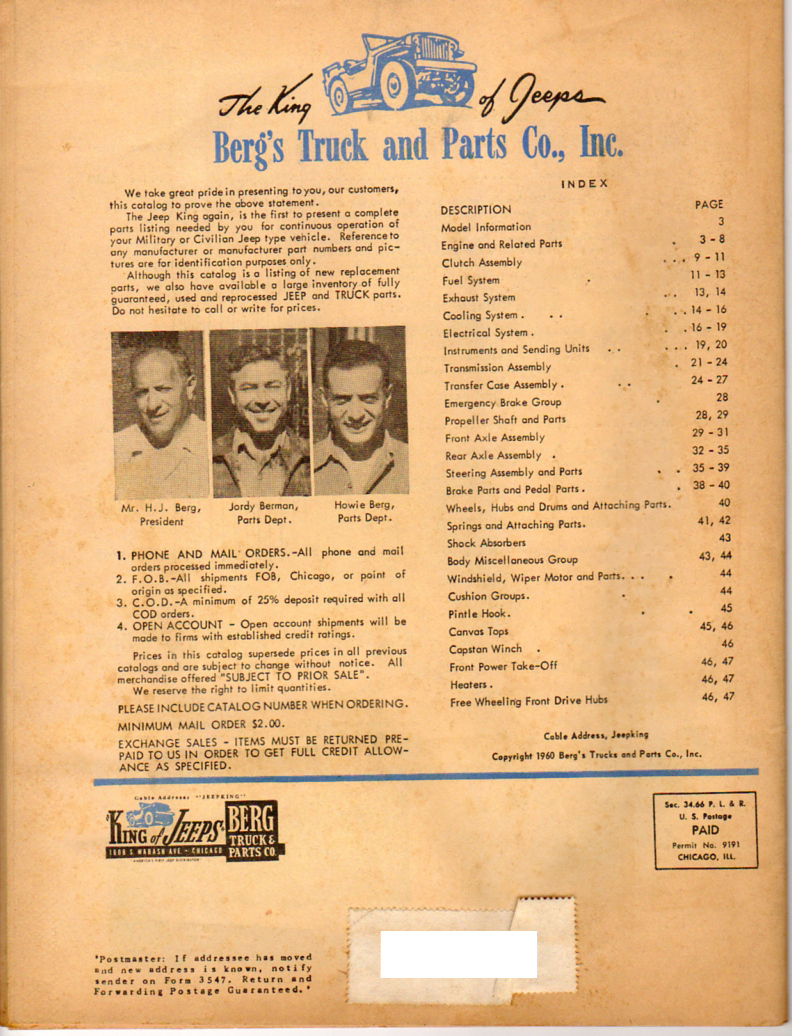 The King of Jeeps
Berg's Truck and Parts Co., Inc.
We take great pride in presenting to you, our customers,
this catalog to prove the above statement.
The Jeep King again, is the first to present a complete
parts listing needed by you for continuous operation of
your Military or Civilian Jeep type vehicle. Reference to
any manufacturer or manufacturer part numbers and pic-
tures are for identification purposes only.
Although this catalog is a listing of new replacement
parts, we also have available a large inventory of fully
guaranteed, used and reprocessed JEEP and TRUCK parts.
Do not hesitate to call or write for prices.
Mr. H.J. Berg,
President
Jordy Berman,
Parts Dept.
Howie Berg,
Parts Dept.
1. PHONE AND MAIL ORDERS.-All phone and mail
orders processed immediately.
2. F.O.B.-All shipments FOB, Chicago, or point of
origin as specified.
3. C.O.D.-A minimum of 25% deposit required with all
COD orders.
4. OPEN ACCOUNT - Open account shipments will be
made to firms with established credit ratings.
Prices in this catalog supersede prices in all previous
catalogs and are subject to change without notice. All
merchandise offered "SUBJECT TO PRIOR SALE".
We reserve the right to limit quantities.
PLEASE INCLUDE CATALOG NUMBER WHEN ORDERING.
MINIMUM MAIL ORDER $2.00.
EXCHANGE SALES - ITEMS MUST BE RETURNED PRE-
PAID TO US IN ORDER TO GET FULL CREDIT ALLOW-
ANCE AS SPECIFIED.
INDEX
DESCRIPTION PAGE
Model Information 3
Engine and Related Parts . 3 - 8
Clutch Assembly . . . 9 - 11
Fuel System . 11 - 13
Exhaust System . . 13, 14
Cooling System . . . . . 14 - 16
Electrical System . . 16 - 19
Instruments and Sending Units . . . . . 19, 20
Transmission Assembly . 21 - 24
Transfer Case Assembly . . . 24 - 27
Emergency Brake Group . 28
Propeller Shaft and Parts 28, 29
Front Axle Assembly 29 - 31
Rear Axle Assembly . 32 - 35
Steering Assembly and Parts . . 35 - 39
Brake Parts and Pedal Parts . . 38 - 40
Wheels, Hubs and Drums and Attaching Parts. 40
Springs and Attaching Parts. 41, 42
Shock Absorbers 43
Body Miscellaneous Group 43, 44
Windshield, Wiper Motor and Parts. . . . 44
Cushion Groups. . 44
Pintle Hook. . . 45
Canvas Tops 45, 46
Capstan Winch . 46
Front Power Take-Off 46, 47
Heaters . 46, 47
Free Wheeling Front Drive Hubs 46, 47
Cable Address, Jeepking
Copyright 1960 Berg's Trucks and Parts Co., Inc.
Cable Address: "JEEPKING"
"KING of JEEPS"
BERG
TRUCK &
PARTS CO.
S. WABASH AVE. - CHICAGO
Sec. 34.66 P. L. & R.
U. S. Postage
PAID
Permit No. 9191
CHICAGO, ILL.
'Postmaster: If addressee has moved
and new address is known, notify
sender on Form 3547. Return and
Forwarding Postage Guaranteed.'